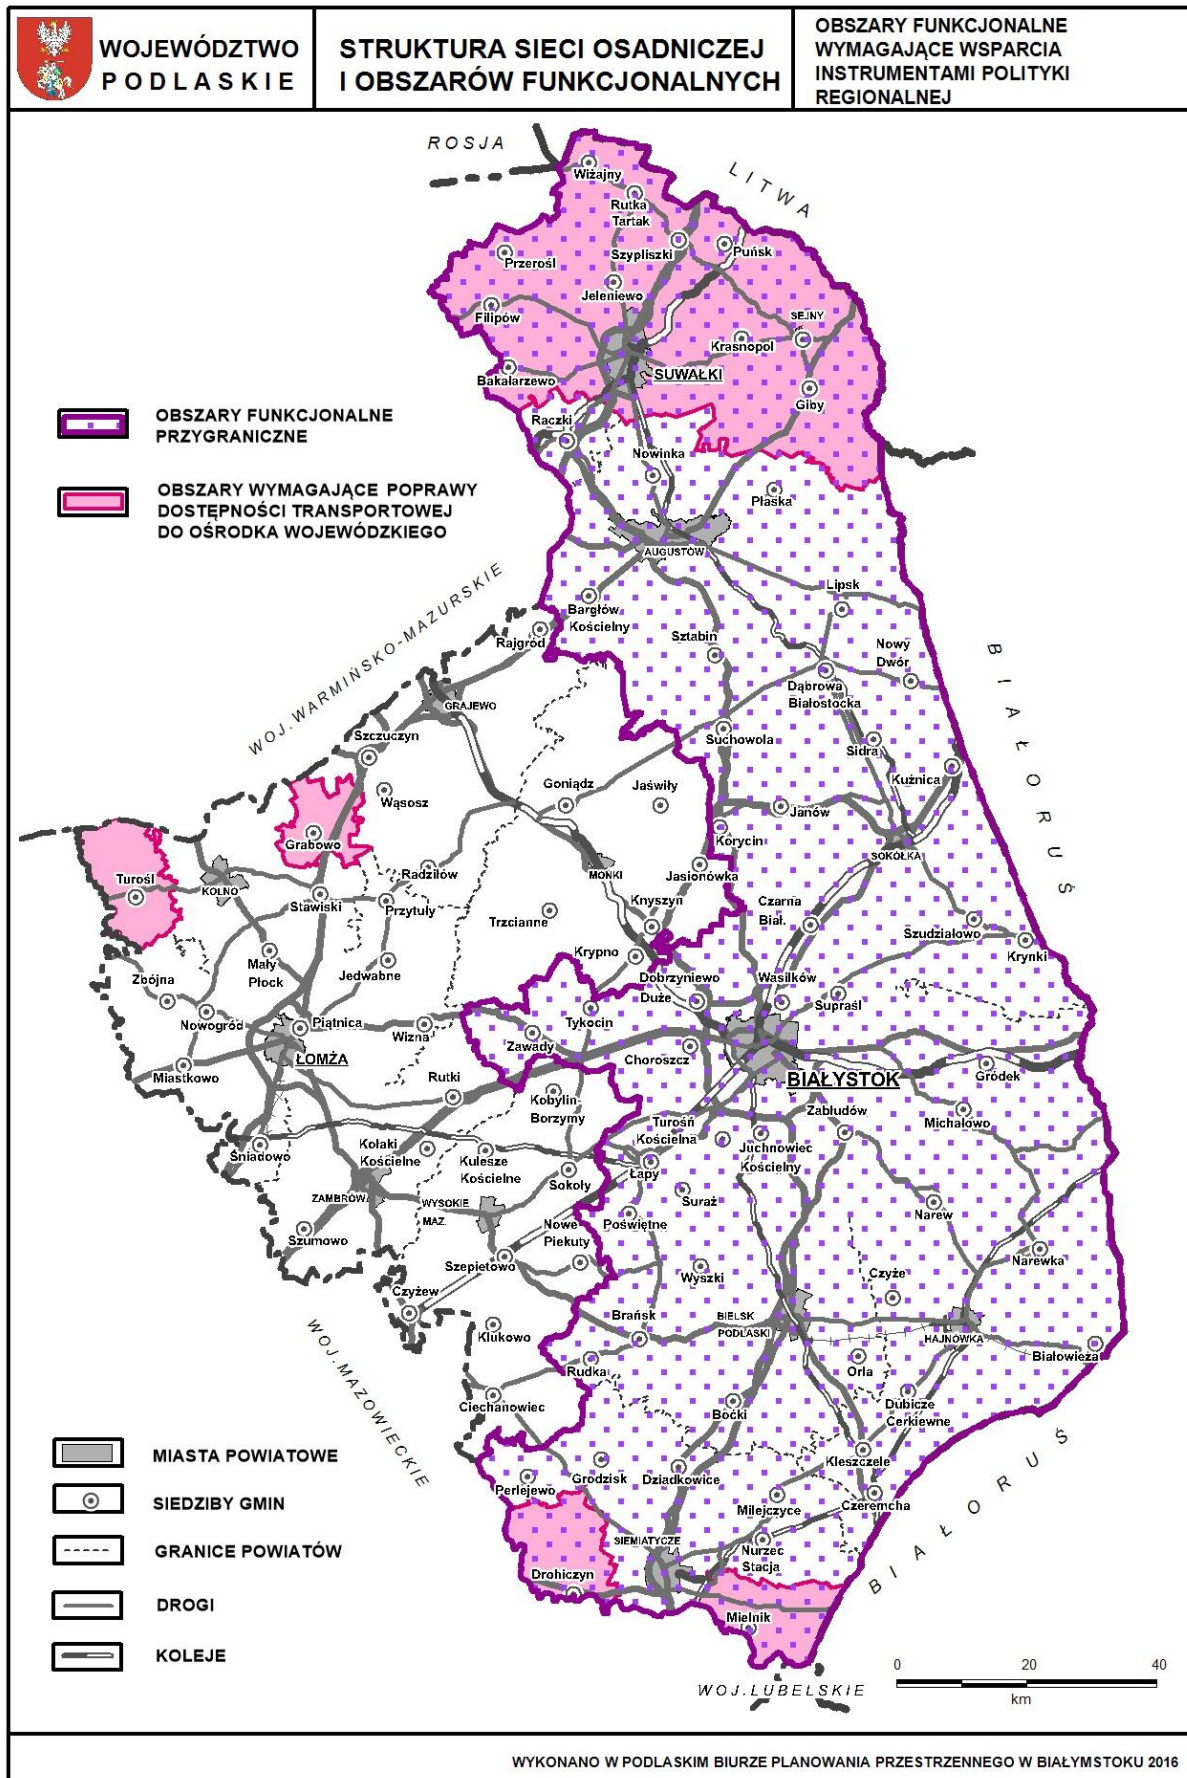 WOJEWÓDZTWO
PODLASKIE
STRUKTURA SIECI OSADNICZEJ
I OBSZARÓW FUNKCJONALNYCH
OBSZARY FUNKCJONALNE
WYMAGAJĄCE WSPARCIA
INSTRUMENTAMI POLITYKI
REGIONALNEJ
ROSJA
LITWA
Wiżajny
Rutka
Tartak
Szypliszki
Puńsk
Przerośl
Jeleniewo
Filipów
SEJNY
Krasnopol
Bakałarzewo
SUWAŁKI
Giby
OBSZARY FUNKCJONALNE
PRZYGRANICZNE
Raczki
Nowinka
Płaska
OBSZARY WYMAGAJĄCE POPRAWY
DOSTĘPNOŚCI TRANSPORTOWEJ
DO OŚRODKA WOJEWÓDZKIEGO
AUGUSTÓW
WOJ.WARMIŃSKO-MAZURSKIE
Bargłów
Kościelny
Lipsk
Rajgród
Sztabin
Nowy
Dwór
BIAŁORUŚ
Dąbrowa
Białostocka
GRAJEWO
Szczuczyn
Suchowola
Sidra
Kuźnica
Goniądz
Jaświły
Wąsosz
Janów
Grabowo
Korycin
SOKÓŁKA
Turośl
KOLNO
Radziłów
MOŃKI
Jasionówka
Stawiski
Przytuły
Trzcianne
Knyszyn
Czarna
Biał.
Szudziałowo
Krynki
Zbójna
Mały
Płock
Jedwabne
Krypno
Dobrzyniewo
Duże
Wasilków
Supraśl
Nowogród
Piątnica
Wizna
Tykocin
Zawady
Choroszcz
ŁOMŻA
Miastkowo
Rutki
BIAŁYSTOK
Gródek
Kobylin
Borzymy
Zabłudów
Michałowo
Turośń
Kościelna
Juchnowiec
Kościelny
Śniadowo
Kołaki
Kościelne
Kulesze
Kościelne
Sokoły
Łapy
Suraż
ZAMBRÓW
WYSOKIE
MAZ.
Narew
Szumowo
Nowe
Piekuty
Poświętne
Szepietowo
Wyszki
Narewka
Czyże
Czyżew
Klukowo
Brańsk
BIELSK
PODLASKI
HAJNÓWKA
Białowieża
WOJ.MAZOWIECKIE
Rudka
Orla
Ciechanowiec
Boćki
Dubicze
Cerkiewne
MIASTA POWIATOWE
Kleszczele
Perlejewo
Grodzisk
Dziadkowice
SIEDZIBY GMIN
Milejczyce
Czeremcha
BIAŁORUŚ
GRANICE POWIATÓW
SIEMIATYCZE
Nurzec
Stacja
Drohiczyn
DROGI
Mielnik
KOLEJE
WOJ.LUBELSKIE
0 20 40
km
WYKONANO W PODLASKIM BIURZE PLANOWANIA PRZESTRZENNEGO W BIAŁYMSTOKU 2016